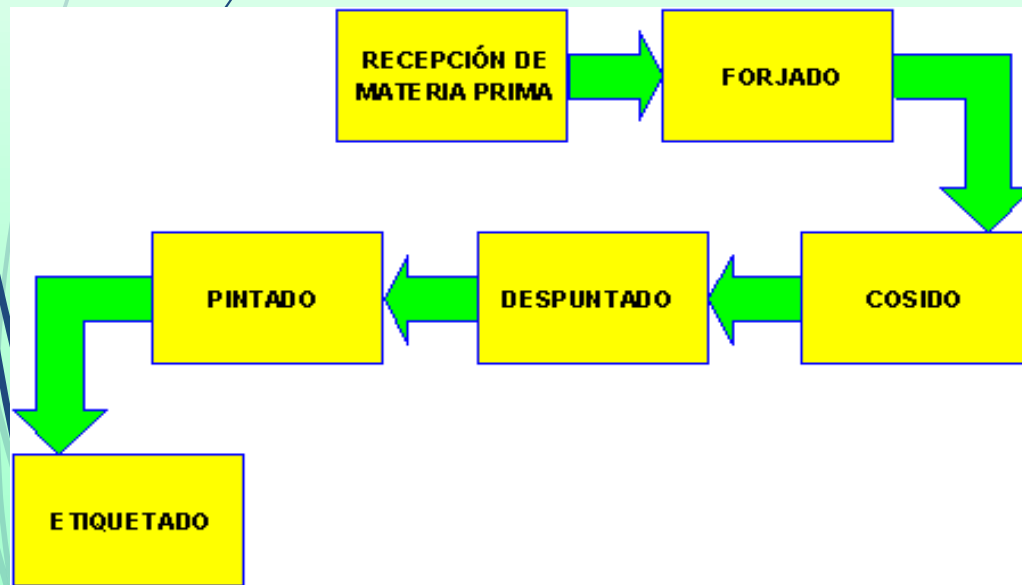 RECEPCIÓN DE
MATERIA PRIMA
FORJADO
COSIDO
DESPUNTADO
PINTADO
ETIQUETADO